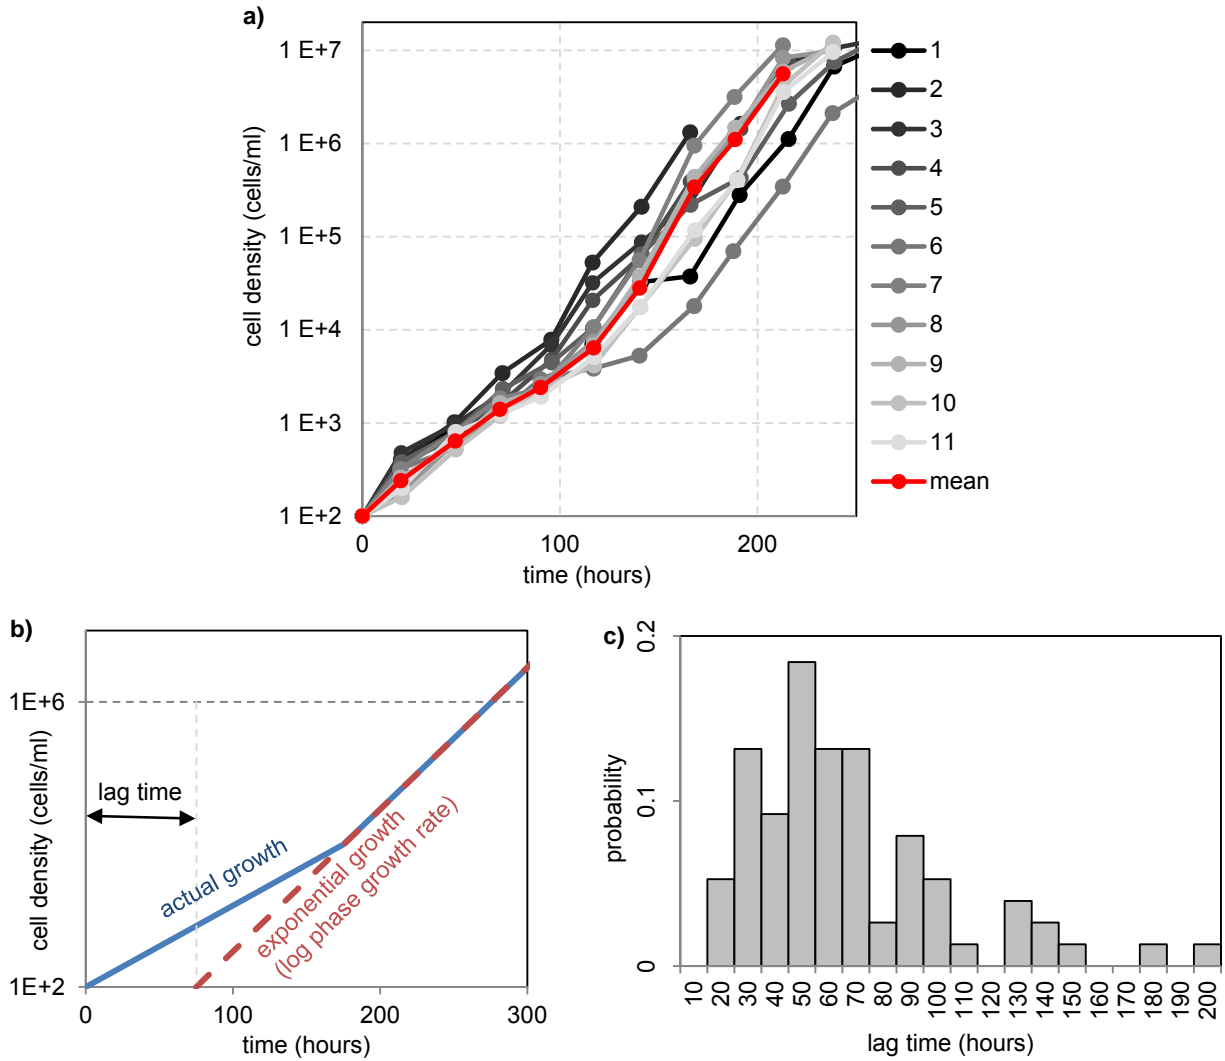 a)
1 E+7
1 E+6
1 E+5
1 E+4
1 E+3
1 E+2
cell density (cells/ml)
0
100
200
time (hours)
1
2
3
4
5
6
7
8
9
10
11
mean
b)
1E+6
1E+2
cell density (cells/ml)
lag time
actual growth
exponential growth
(log phase growth rate)
0
100
200
300
time (hours)
c)
0.2
0.1
0
probability
10
20
30
40
50
60
70
80
90
100
110
120
130
140
150
160
170
180
190
200
lag time (hours)